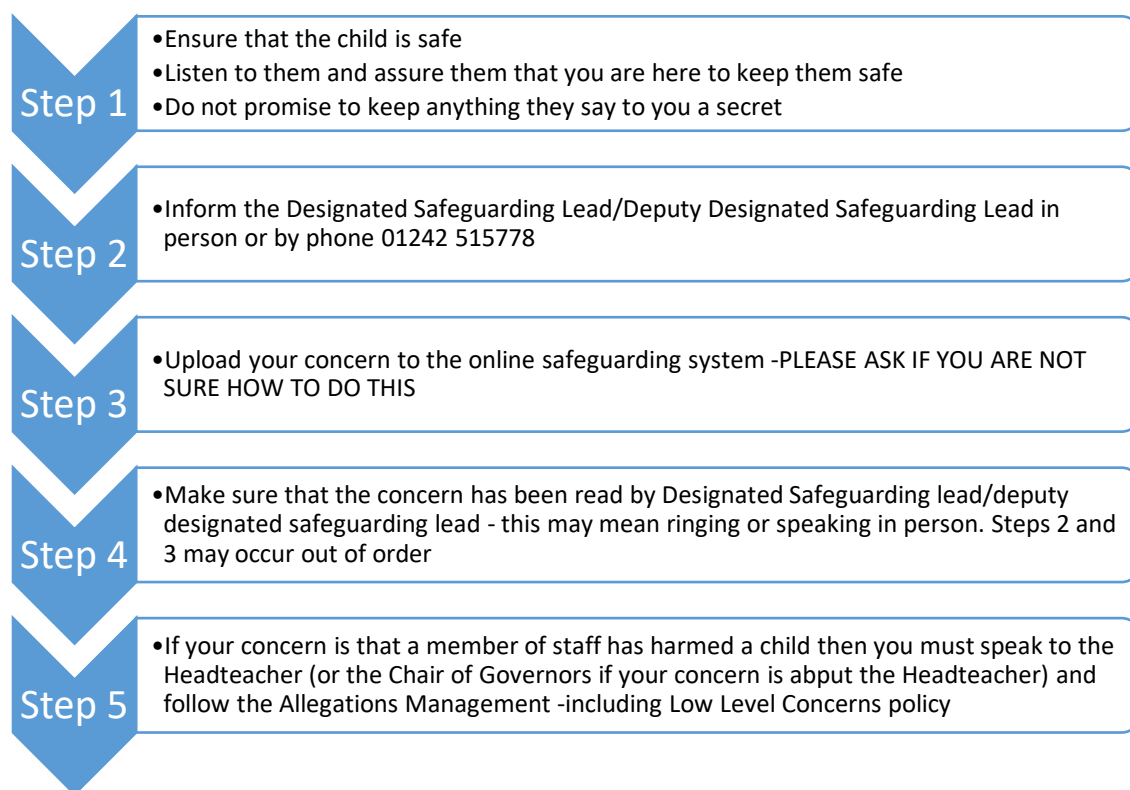 Step 1
•Ensure that the child is safe
•Listen to them and assure them that you are here to keep them safe
•Do not promise to keep anything they say to you a secret
Step 2
•Inform the Designated Safeguarding Lead/Deputy Designated Safeguarding Lead in
person or by phone 01242 515778
Step 3
•Upload your concern to the online safeguarding system -PLEASE ASK IF YOU ARE NOT
SURE HOW TO DO THIS
Step 4
•Make sure that the concern has been read by Designated Safeguarding lead/deputy
designated safeguarding lead - this may mean ringing or speaking in person. Steps 2 and
3 may occur out of order
Step 5
•If your concern is that a member of staff has harmed a child then you must speak to the
Headteacher (or the Chair of Governors if your concern is abput the Headteacher) and
follow the Allegations Management -including Low Level Concerns policy